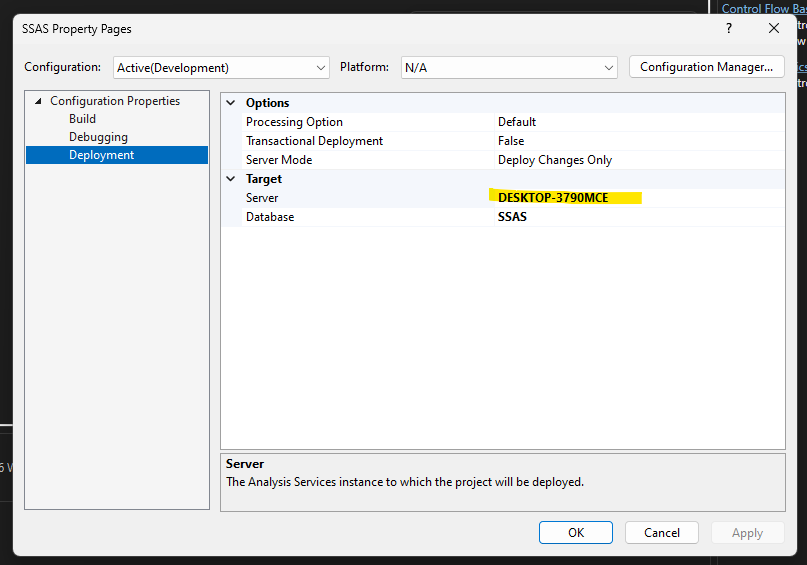 Control Flow Bas
SSAS Property Pages
?
Configuration: Active(Development) Platform: N/A Configuration Manager...
Configuration Properties
Build
Debugging
Deployment
Options
Processing Option Default
Transactional Deployment False
Server Mode Deploy Changes Only
Target
Server DESKTOP-3790MCE
Database SSAS
Server
The Analysis Services instance to which the project will be deployed.
OK Cancel Apply